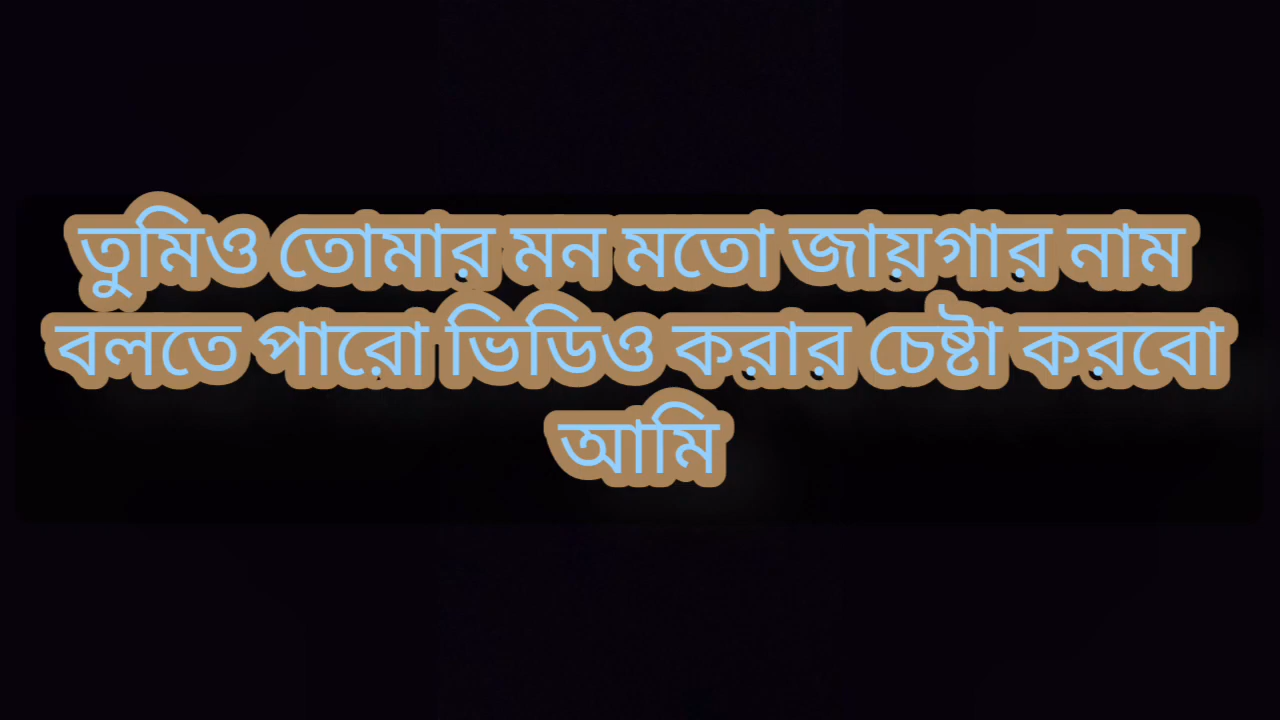 তুমিও তোমার মন মতো জায়গার নাম
বলতে পারো ভিডিও করার চেষ্টা করবো
আমি